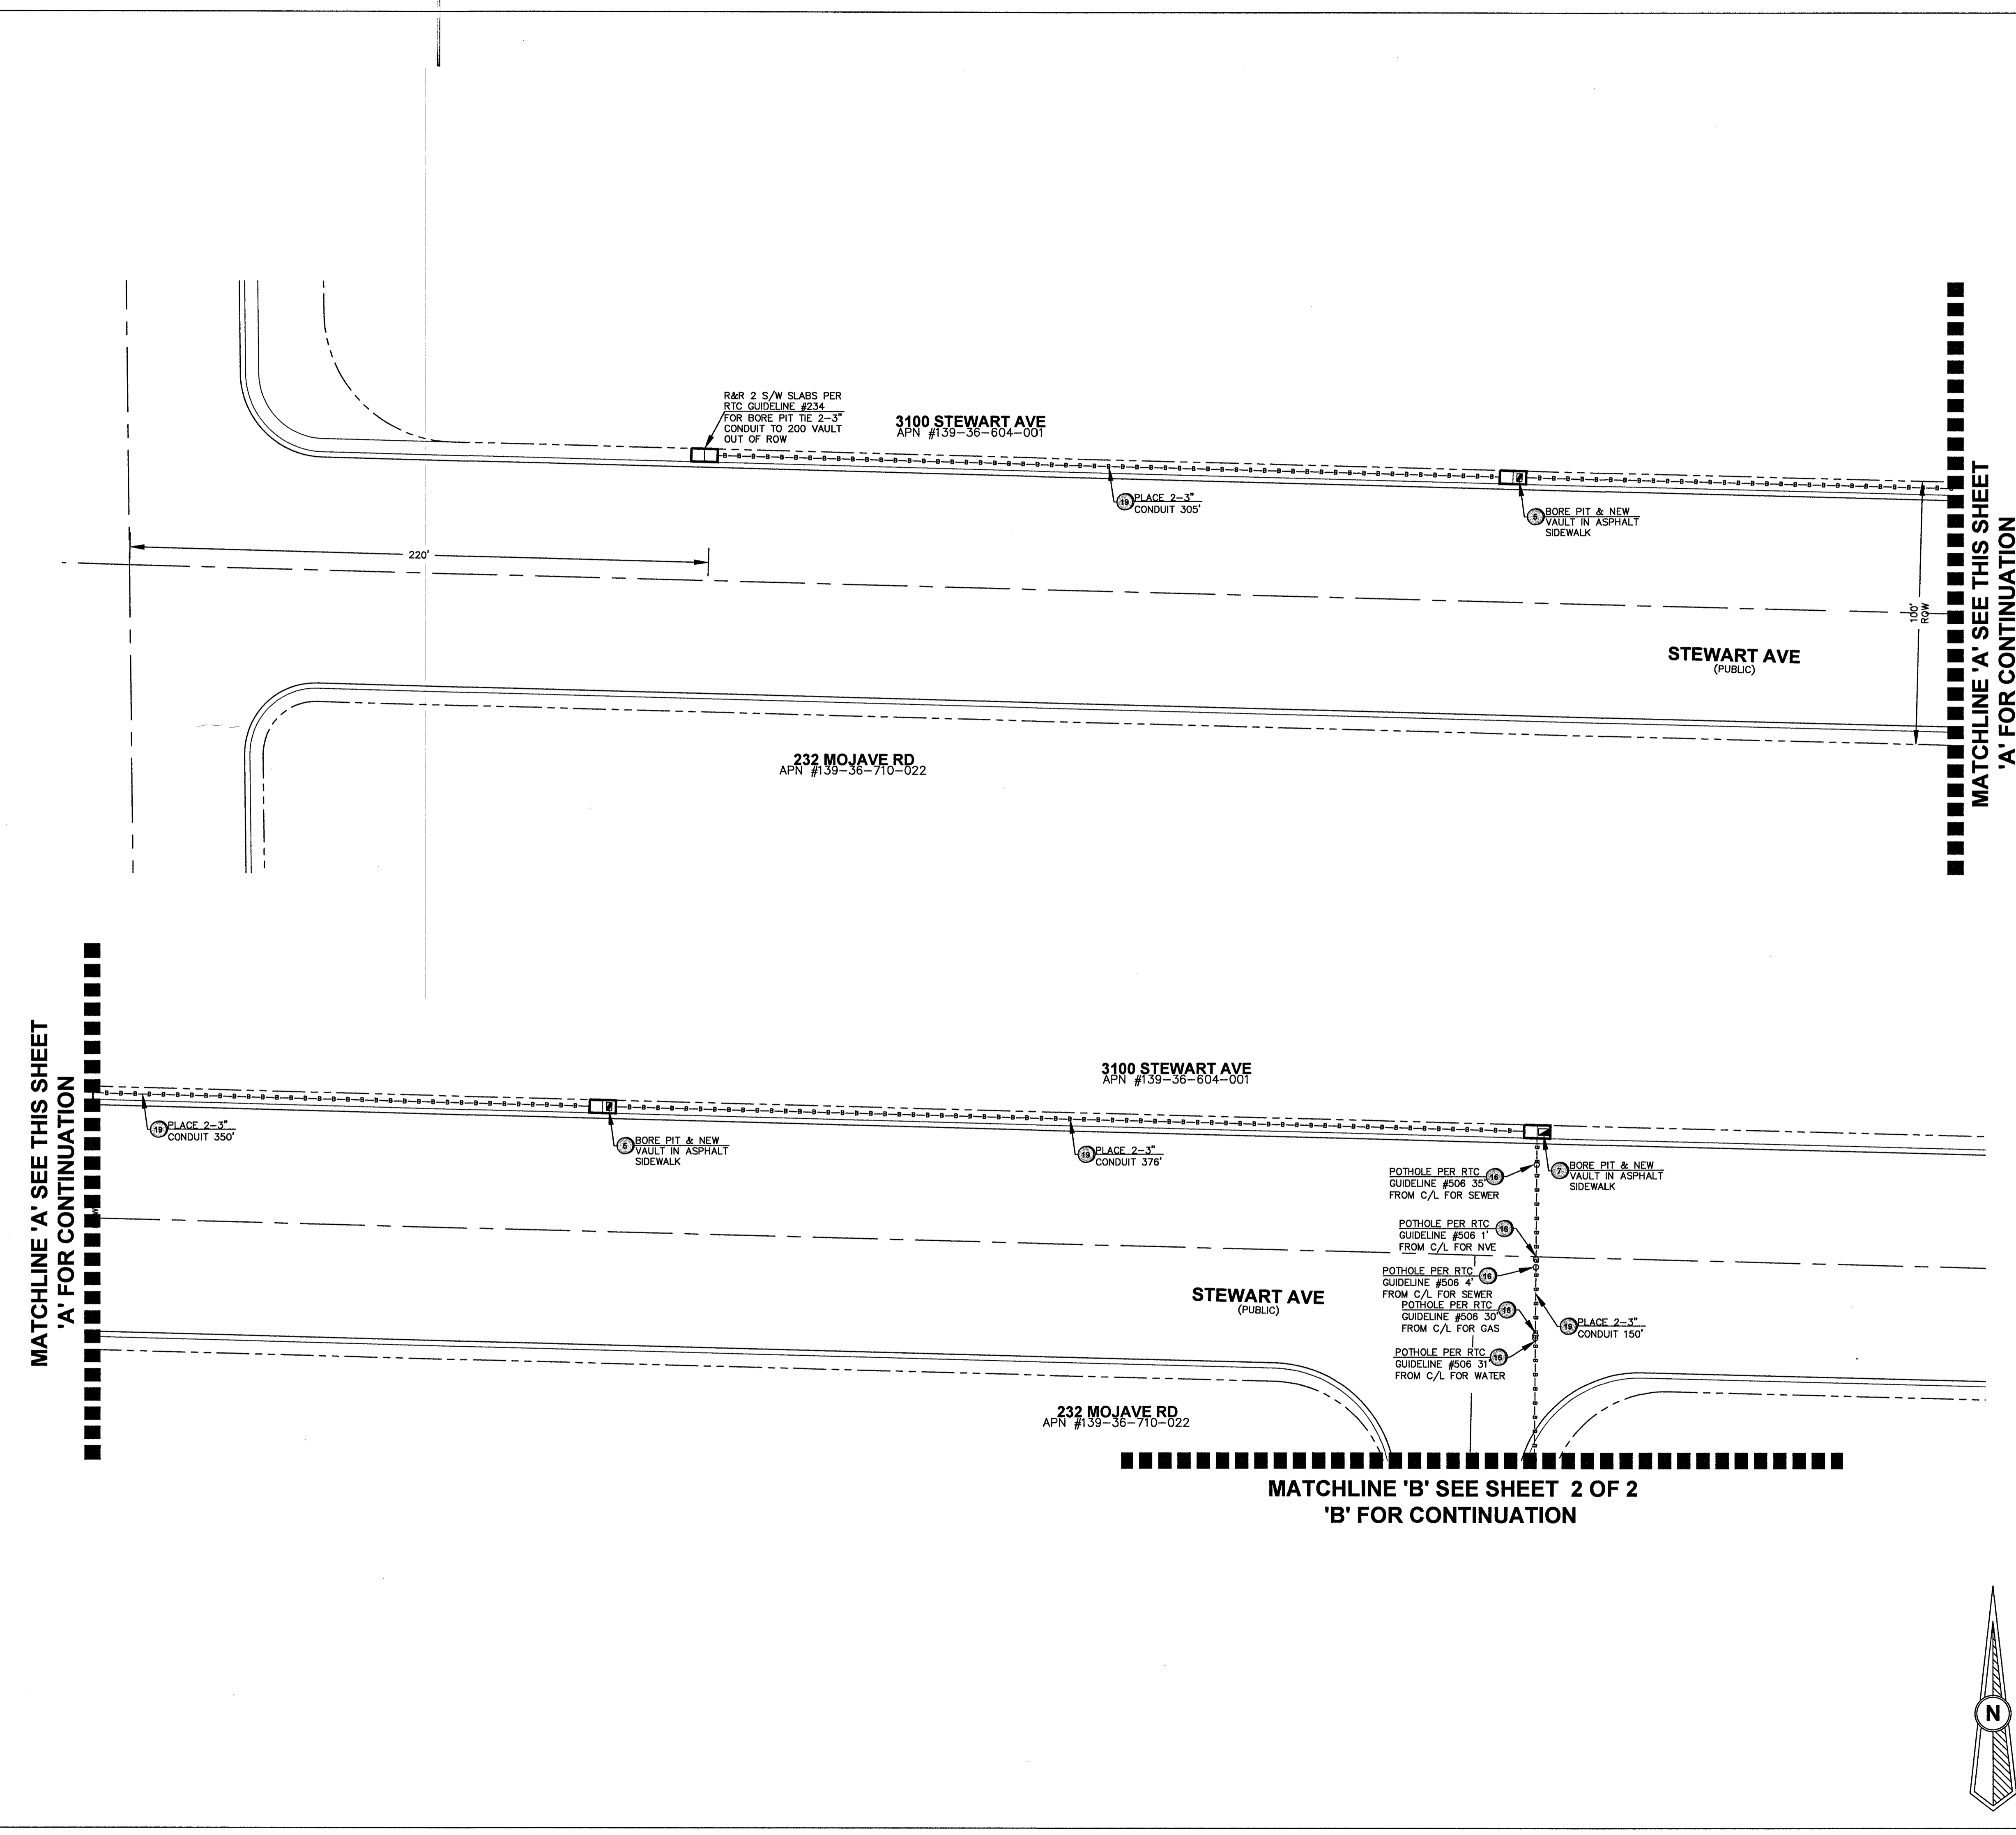 R&R 2 S/W SLABS PER
RTC GUIDELINE #234
FOR BORE PIT TIE 2-3"
CONDUIT TO 200 VAULT
OUT OF ROW
3100 STEWART AVE
APN #139-36-604-001
19 PLACE 2-3"
CONDUIT 305'
BORE PIT & NEW
VAULT IN ASPHALT
SIDEWALK
220'
100'
ROW
STEWART AVE
(PUBLIC)
232 MOJAVE RD
APN #139-36-710-022
MATCHLINE 'A' SEE THIS SHEET
'A' FOR CONTINUATION
MATCHLINE 'A' SEE THIS SHEET
'A' FOR CONTINUATION
3100 STEWART AVE
APN #139-36-604-001
19 PLACE 2-3"
CONDUIT 350'
BORE PIT & NEW
VAULT IN ASPHALT
SIDEWALK
19 PLACE 2-3"
CONDUIT 376'
7 BORE PIT & NEW
VAULT IN ASPHALT
SIDEWALK
POTHOLE PER RTC 16
GUIDELINE #506 35'
FROM C/L FOR SEWER
POTHOLE PER RTC 16
GUIDELINE #506 1'
FROM C/L FOR NVE
POTHOLE PER RTC 16
GUIDELINE #506 4'
FROM C/L FOR SEWER
POTHOLE PER RTC 16
GUIDELINE #506 30'
FROM C/L FOR GAS
POTHOLE PER RTC 16
GUIDELINE #506 31'
FROM C/L FOR WATER
19 PLACE 2-3"
CONDUIT 150'
STEWART AVE
(PUBLIC)
232 MOJAVE RD
APN #139-36-710-022
MATCHLINE 'B' SEE SHEET 2 OF 2
'B' FOR CONTINUATION
N